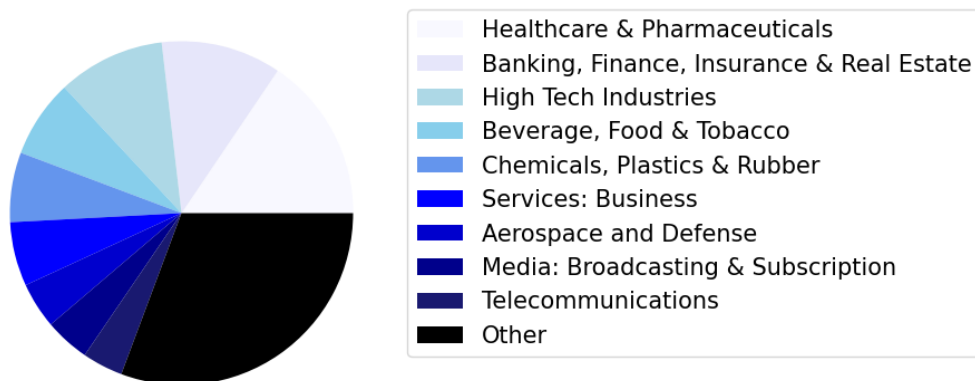 Healthcare & Pharmaceuticals
Banking, Finance, Insurance & Real Estate
High Tech Industries
Beverage, Food & Tobacco
Chemicals, Plastics & Rubber
Services: Business
Aerospace and Defense
Media: Broadcasting & Subscription
Telecommunications
Other